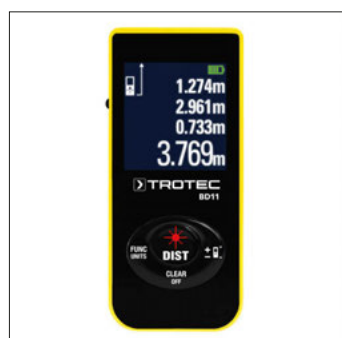 1.274m
2.961m
0.733m
3.769m
TROTEC
BD11
FUNC
UNITS
DIST
+
−
CLEAR
OFF